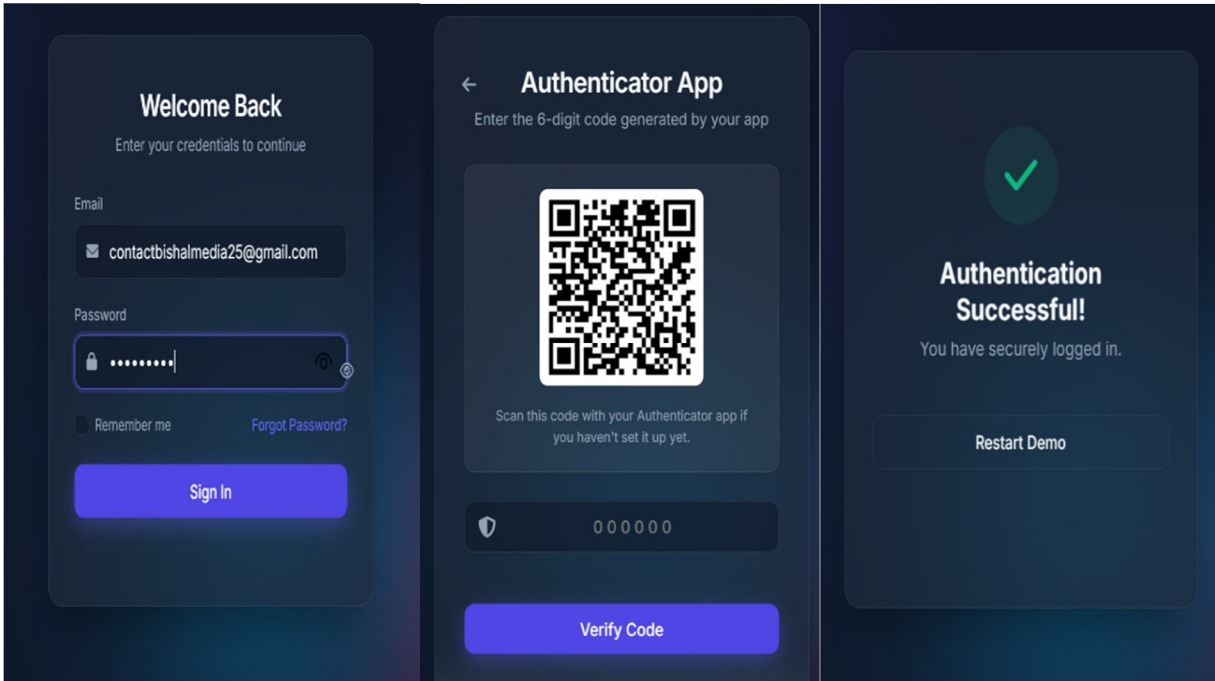 Welcome Back
Enter your credentials to continue
Email
contactbishalmedia25@gmail.com
Password
•••••••••
Remember me
Forgot Password?
Sign In
Authenticator App
Enter the 6-digit code generated by your app
Scan this code with your Authenticator app if
you haven't set it up yet.
000000
Verify Code
Authentication
Successful!
You have securely logged in.
Restart Demo